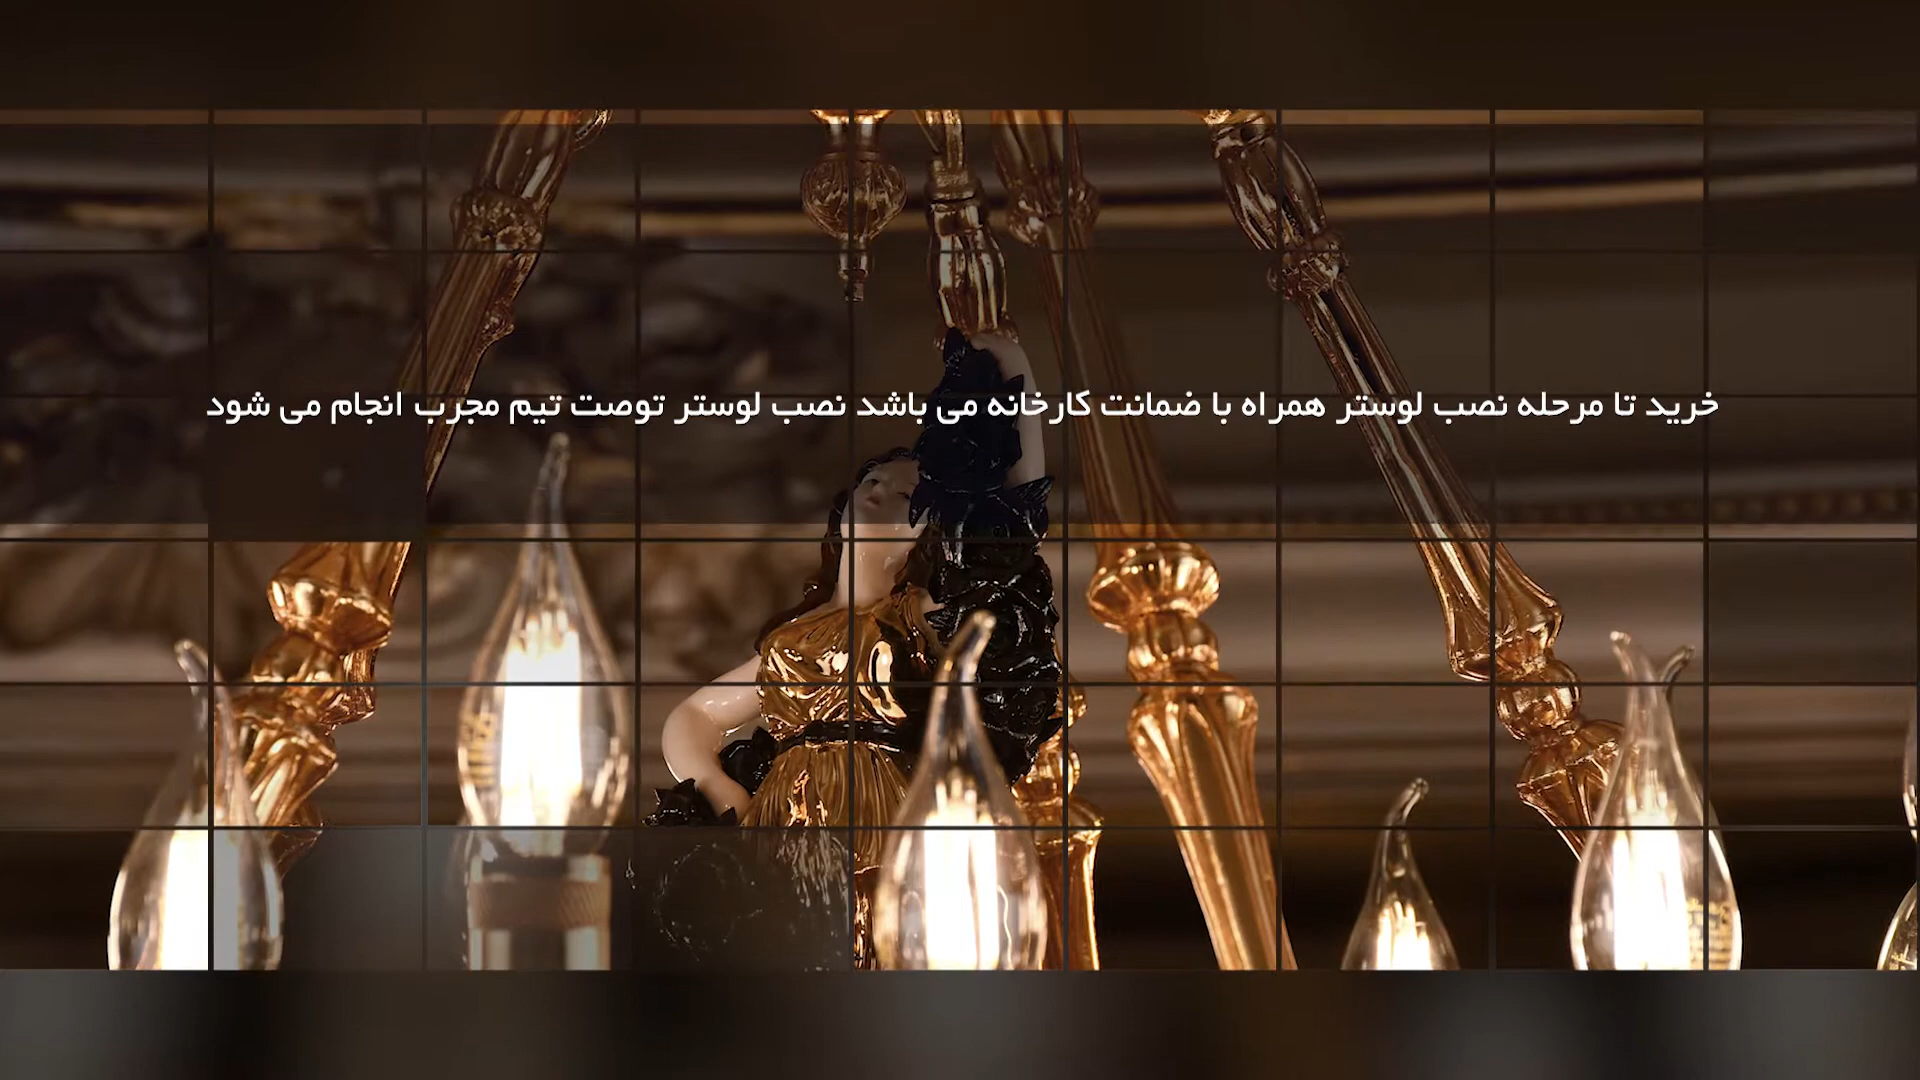 خرید تا مرحله نصب لوستر همراه با ضمانت کارخانه می باشد نصب لوستر توصت تیم مجرب انجام می شود